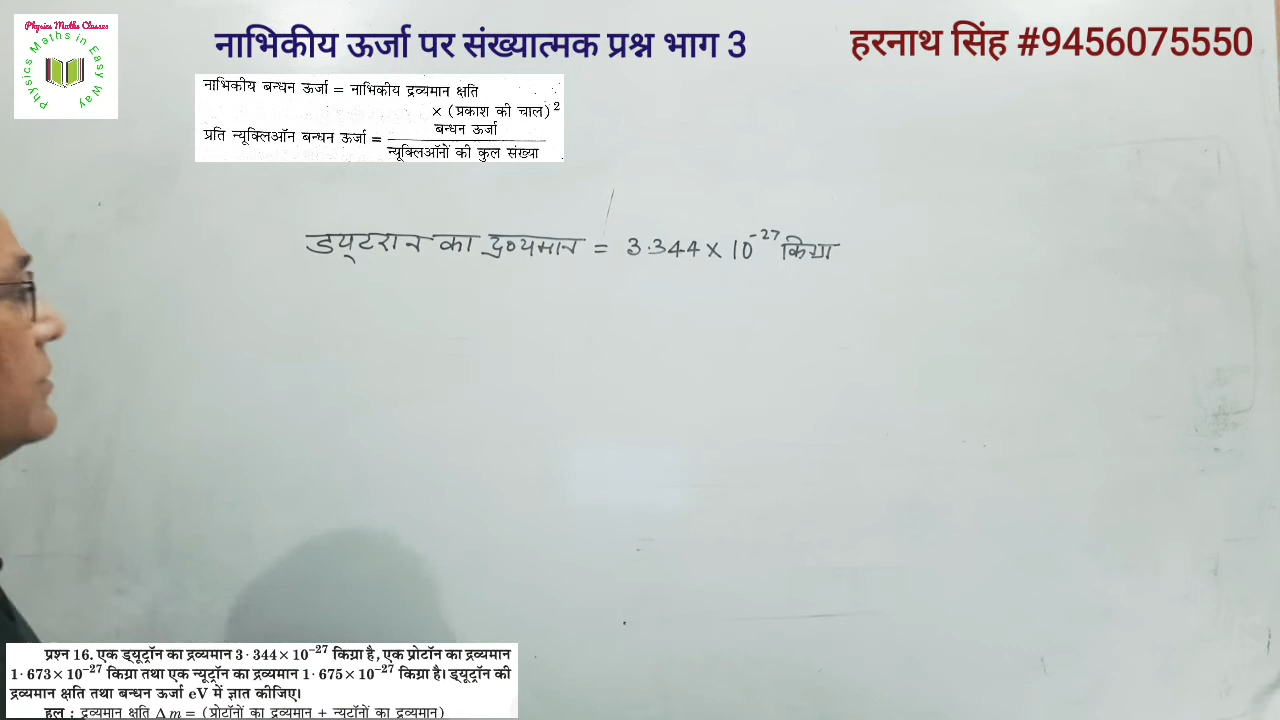 Physics Maths Classes
Physics Maths in Easy Way
नाभिकीय ऊर्जा पर संख्यात्मक प्रश्न भाग 3
हरनाथ सिंह #9456075550
नाभिकीय बन्धन ऊर्जा = नाभिकीय द्रव्यमान क्षति
× (प्रकाश की चाल)²
प्रति न्यूक्लिऑन बन्धन ऊर्जा = बन्धन ऊर्जा
न्यूक्लिऑनों की कुल संख्या
ड्यूटरान का द्रव्यमान = 3.344 × 10⁻²⁷ किग्रा
प्रश्न 16. एक ड्यूट्रॉन का द्रव्यमान 3·344×10⁻²⁷ किग्रा है, एक प्रोटॉन का द्रव्यमान
1·673×10⁻²⁷ किग्रा तथा एक न्यूट्रॉन का द्रव्यमान 1·675×10⁻²⁷ किग्रा है। ड्यूट्रॉन की
द्रव्यमान क्षति तथा बन्धन ऊर्जा eV में ज्ञात कीजिए।
हल : द्रव्यमान क्षति Δm = (प्रोटॉनों का द्रव्यमान + न्यूट्रॉनों का द्रव्यमान)